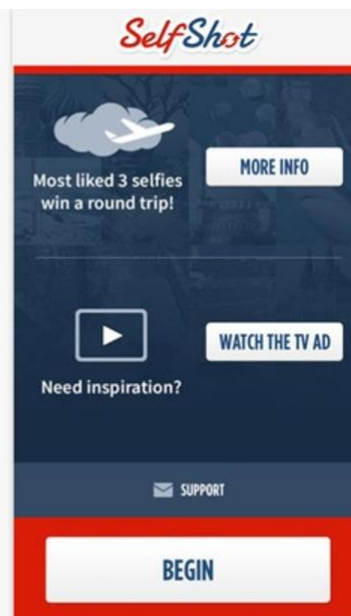 SelfShot
Most liked 3 selfies
win a round trip!
MORE INFO
Need inspiration?
WATCH THE TV AD
SUPPORT
BEGIN